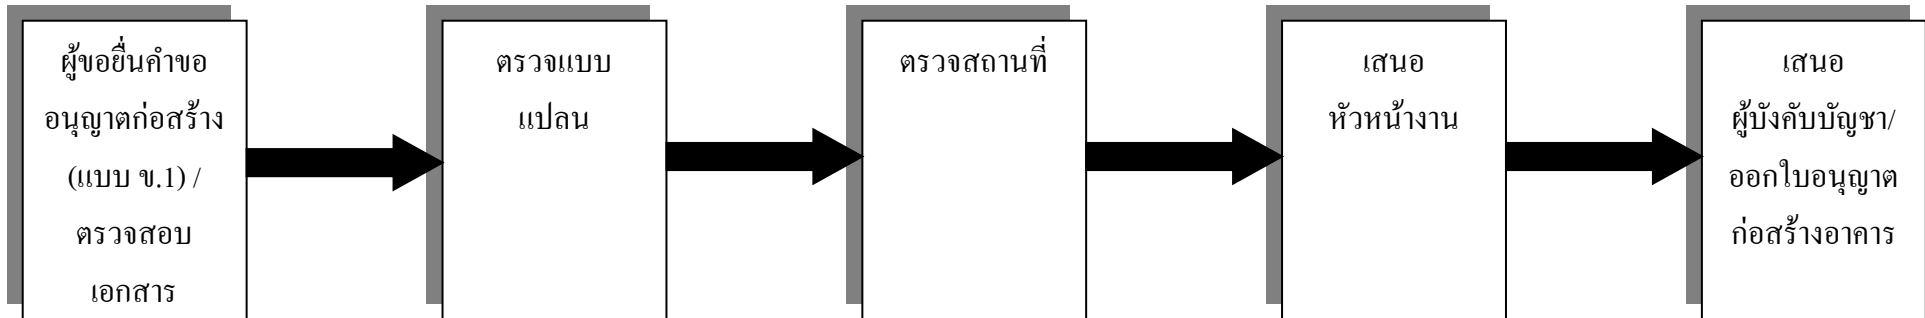 ผู้ขอยื่นคำขอ
อนุญาตก่อสร้าง
(แบบ ข.1) /
ตรวจสอบ
เอกสาร
ตรวจแบบ
แปลน
ตรวจสถานที่
เสนอ
หัวหน้างาน
เสนอ
ผู้บังคับบัญชา/
ออกใบอนุญาต
ก่อสร้างอาคาร